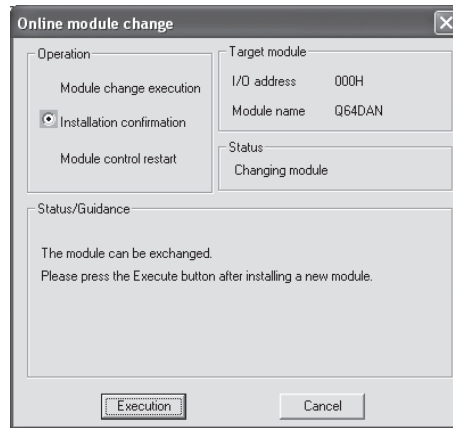 Online module change
Operation
Module change execution
Installation confirmation
Module control restart
Target module
I/O address 000H
Module name Q64DAN
Status
Changing module
Status/Guidance
The module can be exchanged.
Please press the Execute button after installing a new module.
Execution Cancel